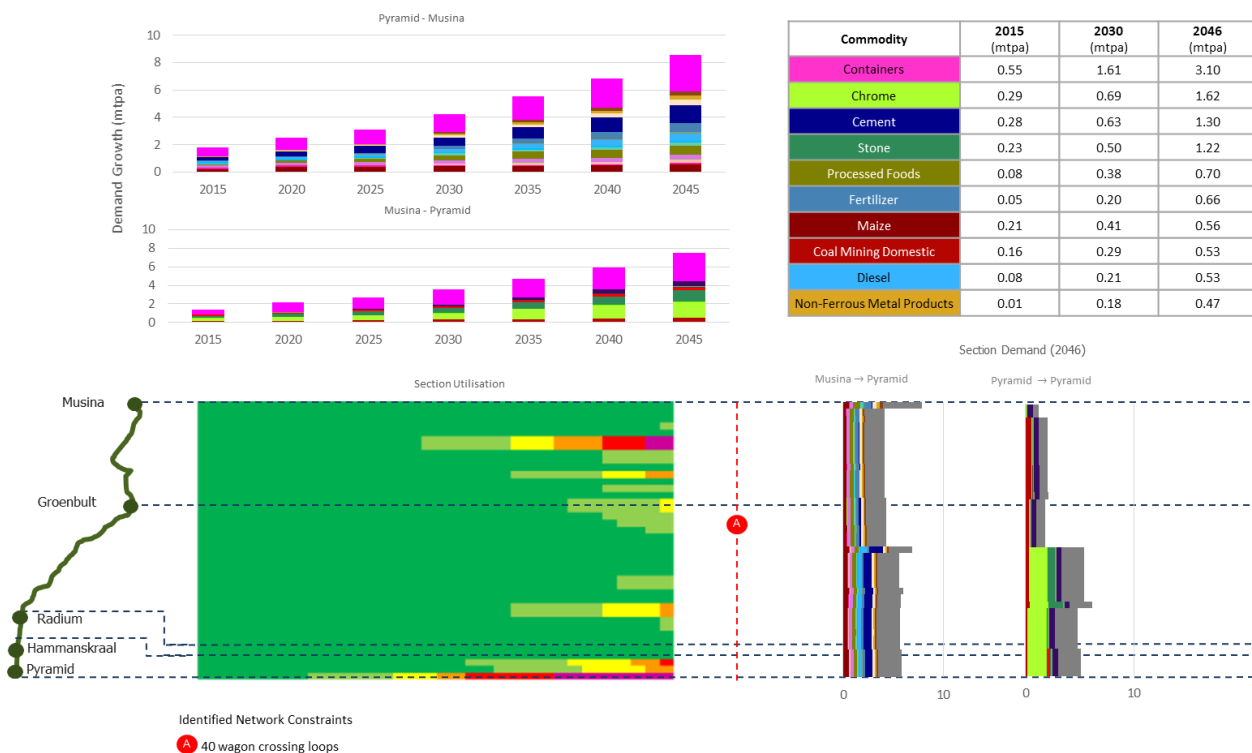 Pyramid - Musina
Demand Growth (mtpa)
10
8
6
4
2
0
2015 2020 2025 2030 2035 2040 2045
Musina - Pyramid
10
8
6
4
2
0
2015 2020 2025 2030 2035 2040 2045
Commodity 2015 (mtpa) 2030 (mtpa) 2046 (mtpa)
Containers 0.55 1.61 3.10
Chrome 0.29 0.69 1.62
Cement 0.28 0.63 1.30
Stone 0.23 0.50 1.22
Processed Foods 0.08 0.38 0.70
Fertilizer 0.05 0.20 0.66
Maize 0.21 0.41 0.56
Coal Mining Domestic 0.16 0.29 0.53
Diesel 0.08 0.21 0.53
Non-Ferrous Metal Products 0.01 0.18 0.47
Section Demand (2046)
Section Utilisation
Musina → Pyramid
Pyramid → Pyramid
Musina
Groenbult
Radium
Hammanskraal
Pyramid
A
0 10
0 10
Identified Network Constraints
A 40 wagon crossing loops